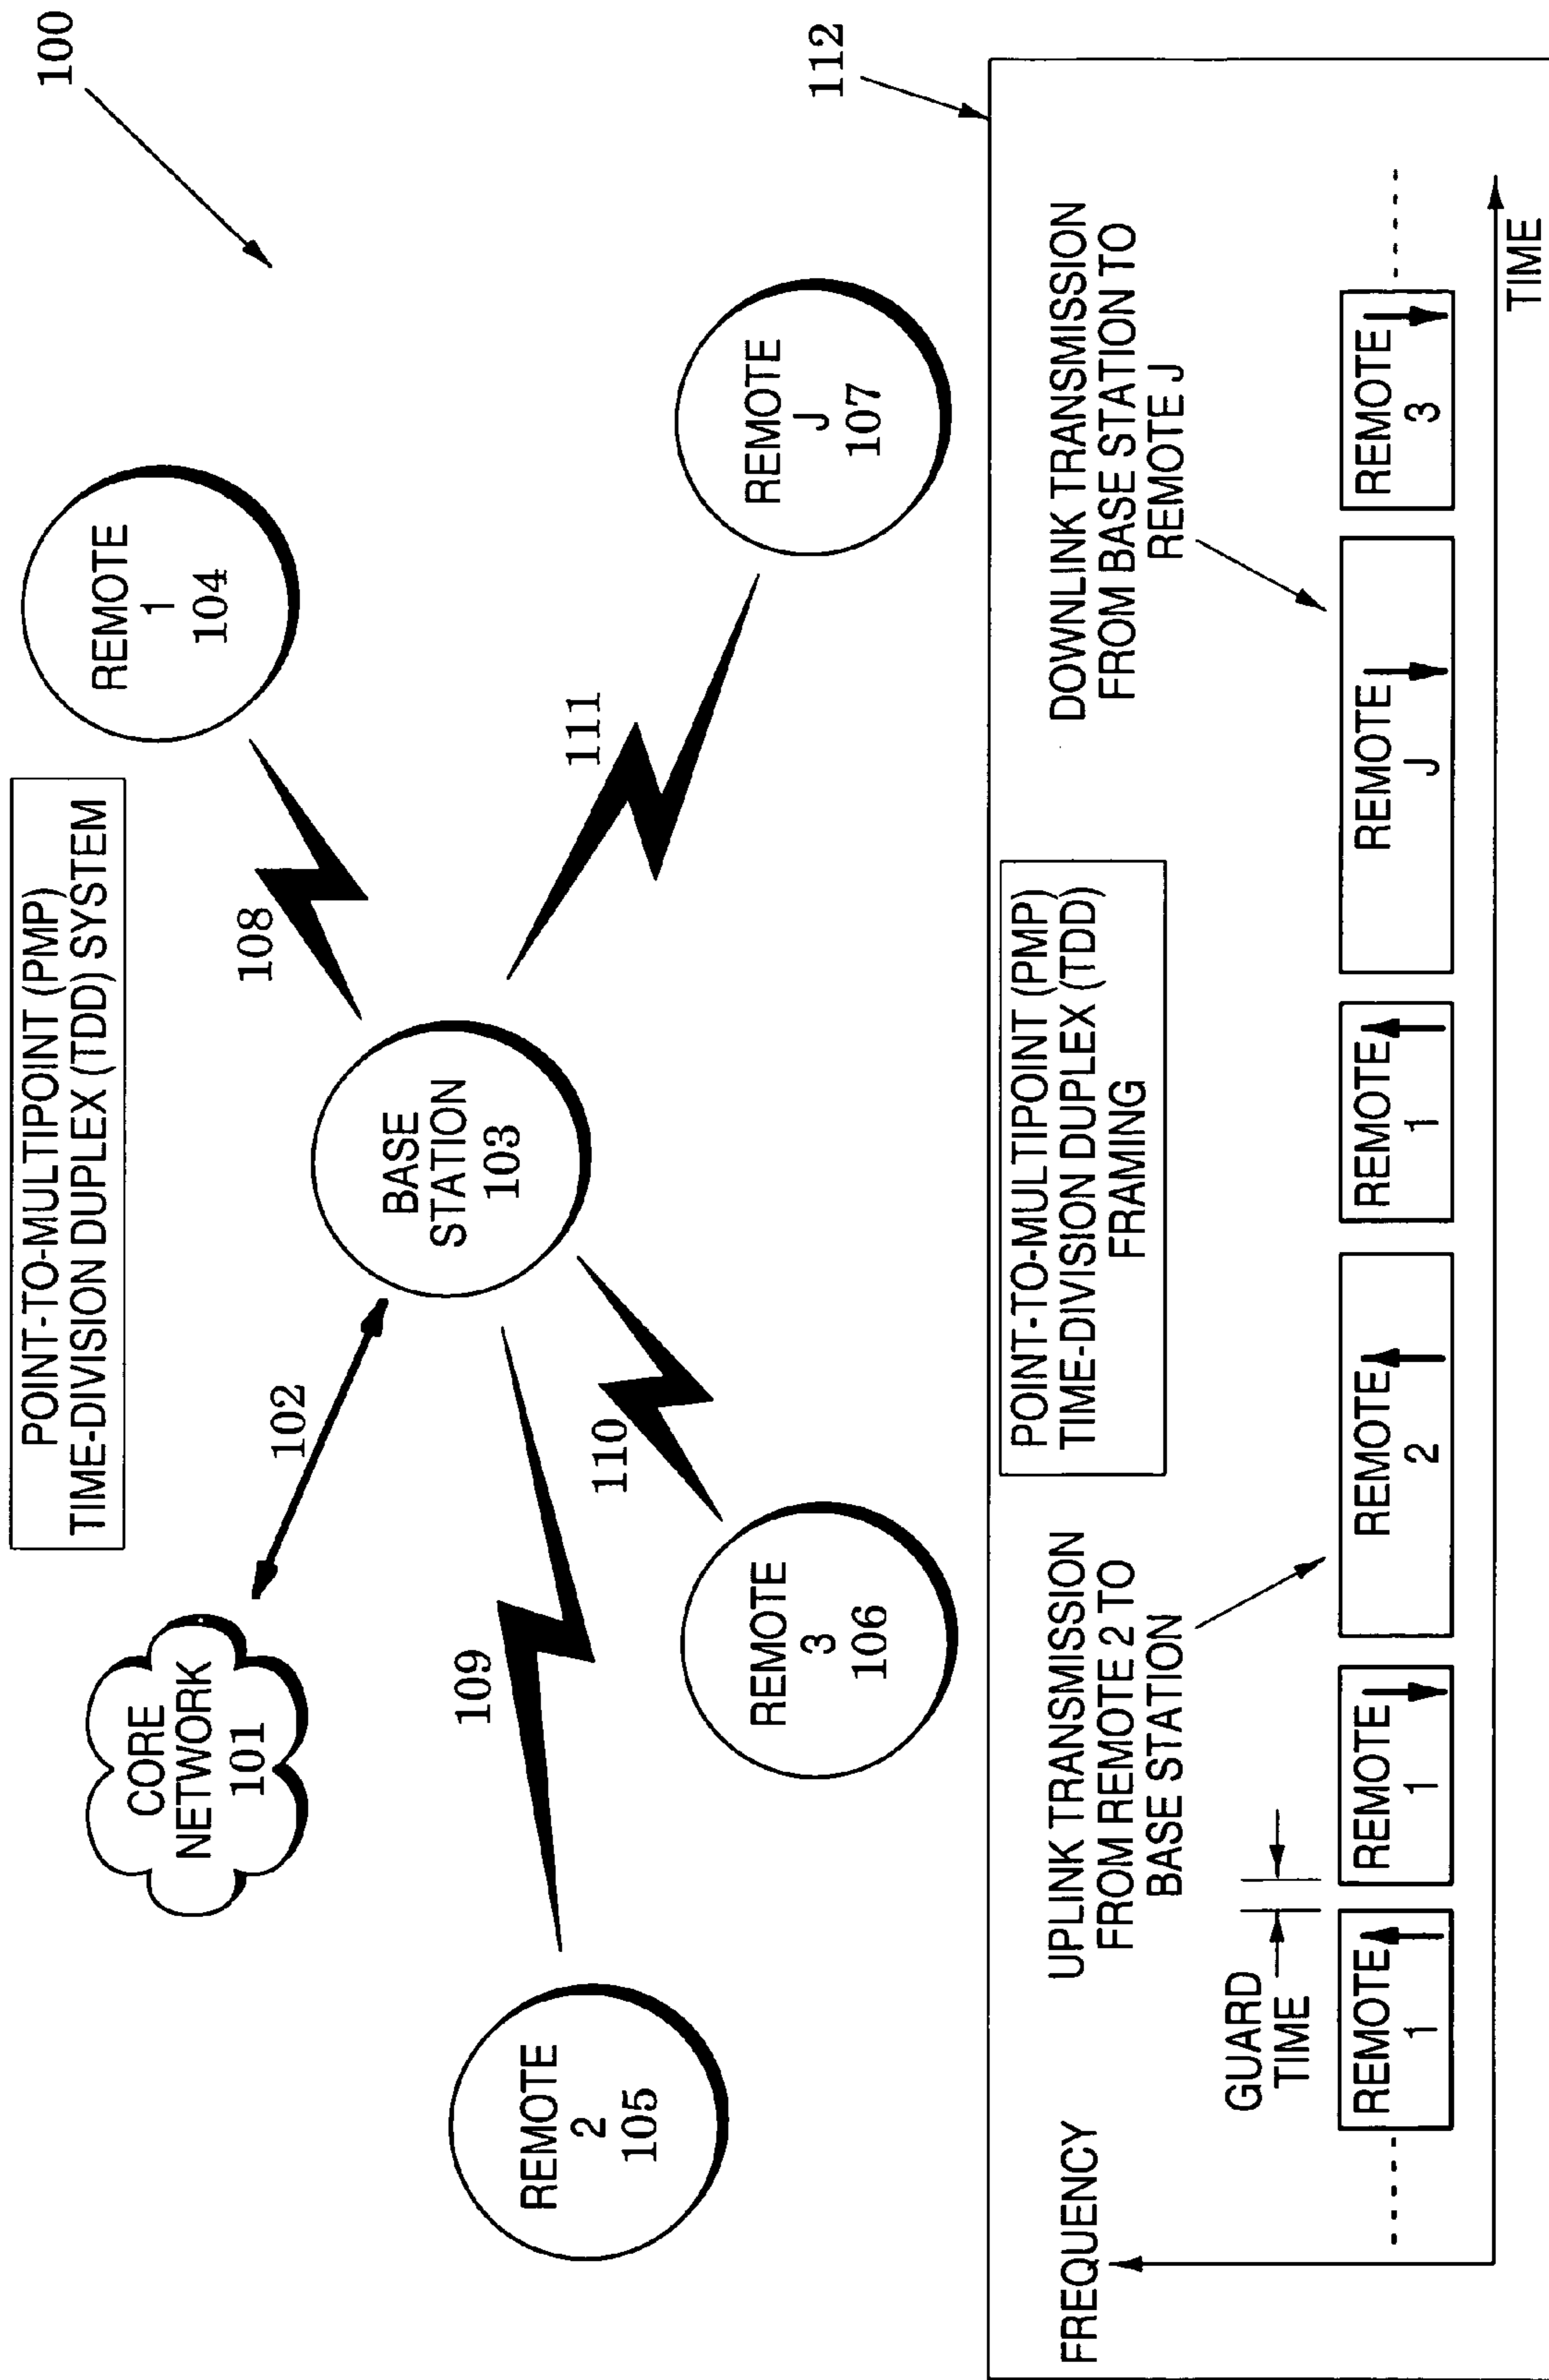 100
POINT-TO-MULTIPOINT (PMP)
TIME-DIVISION DUPLEX (TDD) SYSTEM
CORE
NETWORK
101
102
BASE
STATION
103
REMOTE
1
104
108
REMOTE
2
105
109
REMOTE
3
106
110
REMOTE
J
107
111
112
POINT-TO-MULTIPOINT (PMP)
TIME-DIVISION DUPLEX (TDD)
FRAMING
FREQUENCY
GUARD
TIME
UPLINK TRANSMISSION
FROM REMOTE 2 TO
BASE STATION
DOWNLINK TRANSMISSION
FROM BASE STATION TO
REMOTE J
REMOTE
1
REMOTE
1
REMOTE
2
REMOTE
1
REMOTE
J
REMOTE
3
TIME